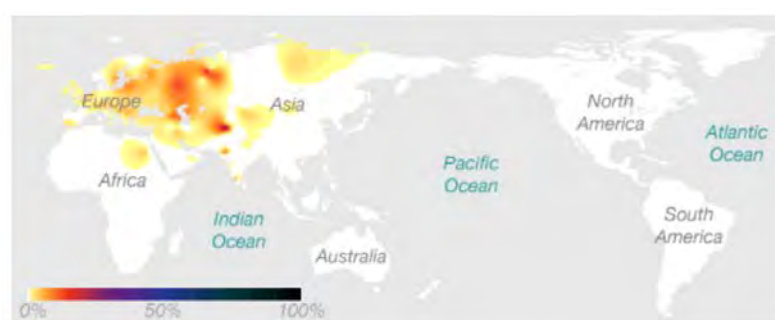 Europe
Asia
North
America
Atlantic
Ocean
Pacific
Ocean
Africa
Indian
Ocean
South
America
Australia
0%
50%
100%